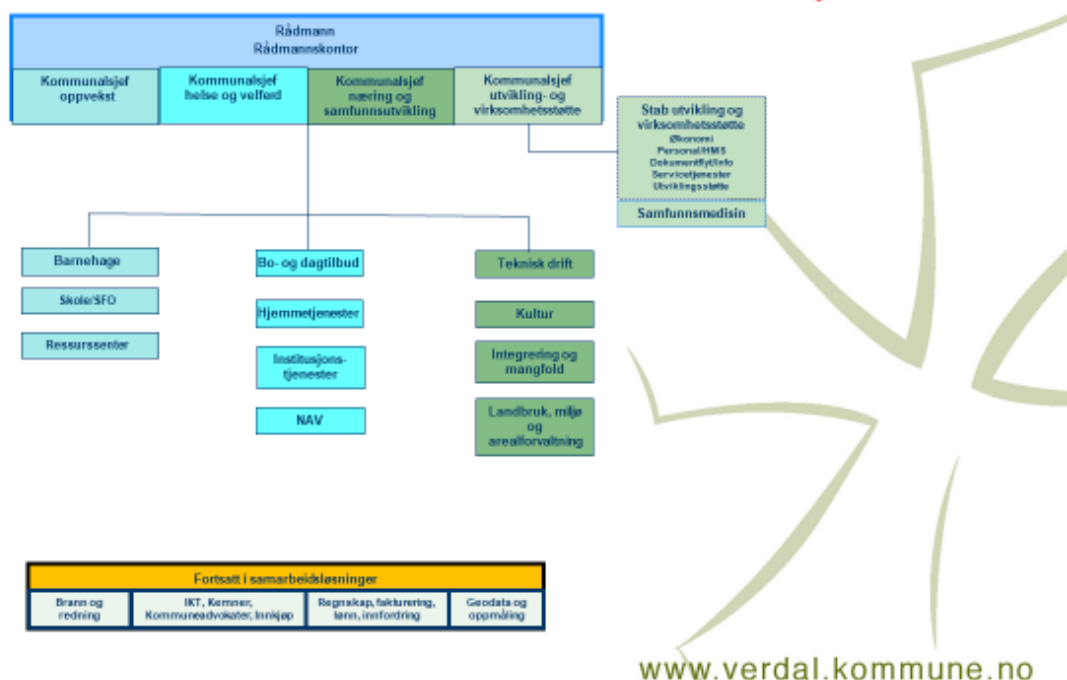 Rådmann
Rådmannskontor
Kommunalsjef
oppvekst
Kommunalsjef
helse og velferd
Kommunalsjef
næring og
samfunnsutvikling
Kommunalsjef
utvikling- og
virksomhetsstøtte
Stab utvikling og
virksomhetsstøtte
Økonomi
Personal/HMS
Dokumentflyt/info
Servicetjenester
Utviklingsstøtte
Samfunnsmedisin
Barnehage
Skole/SFO
Ressurssenter
Bo- og dagtilbud
Hjemmetjenester
Institusjons-
tjenester
NAV
Teknisk drift
Kultur
Integrering og
mangfold
Landbruk, miljø
og
arealforvaltning
Fortsatt i samarbeidsløsninger
Brann og
redning
IKT, Kemner,
Kommuneadvokater, Innkjøp
Regnskap, fakturering,
lønn, innfordring
Geodata og
oppmåling
www.verdal.kommune.no